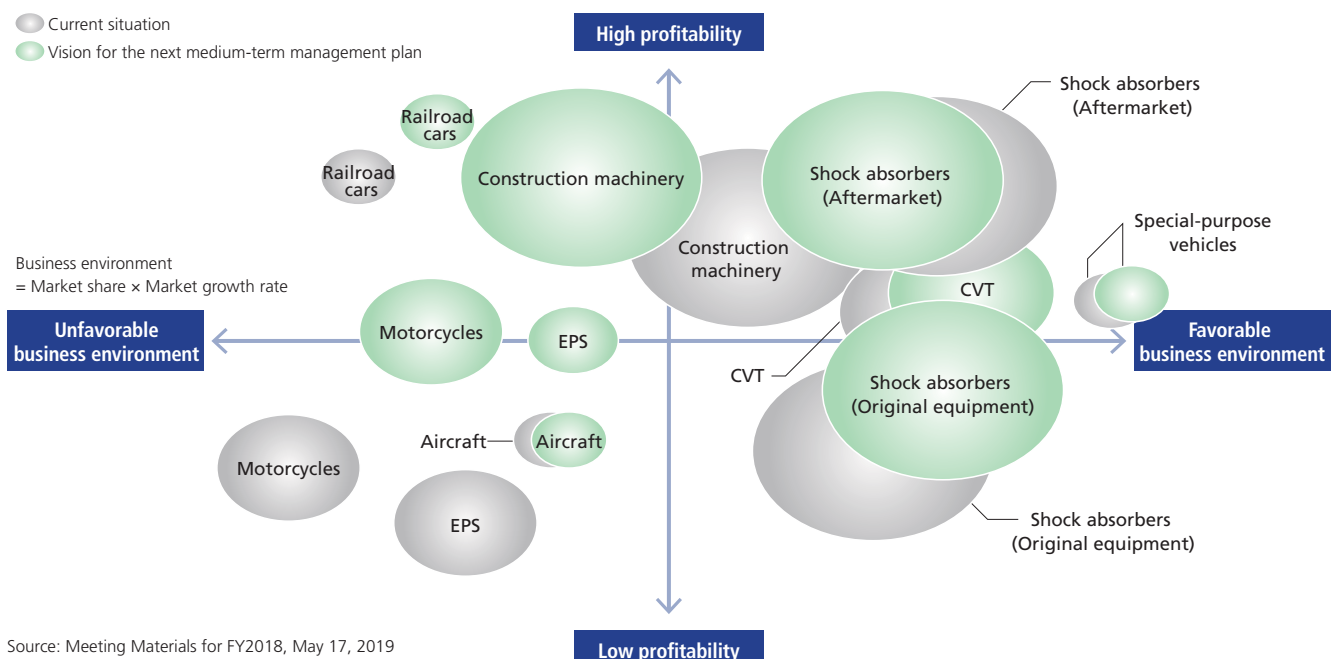 Current situation
Vision for the next medium-term management plan
High profitability
Shock absorbers
(Aftermarket)
Railroad
cars
Railroad
cars
Construction machinery
Shock absorbers
(Aftermarket)
Special-purpose
vehicles
Construction
machinery
Business environment
= Market share × Market growth rate
CVT
Unfavorable
business environment
Motorcycles
EPS
Favorable
business environment
CVT
Shock absorbers
(Original equipment)
Aircraft
Aircraft
Motorcycles
EPS
Shock absorbers
(Original equipment)
Source: Meeting Materials for FY2018, May 17, 2019
Low profitability